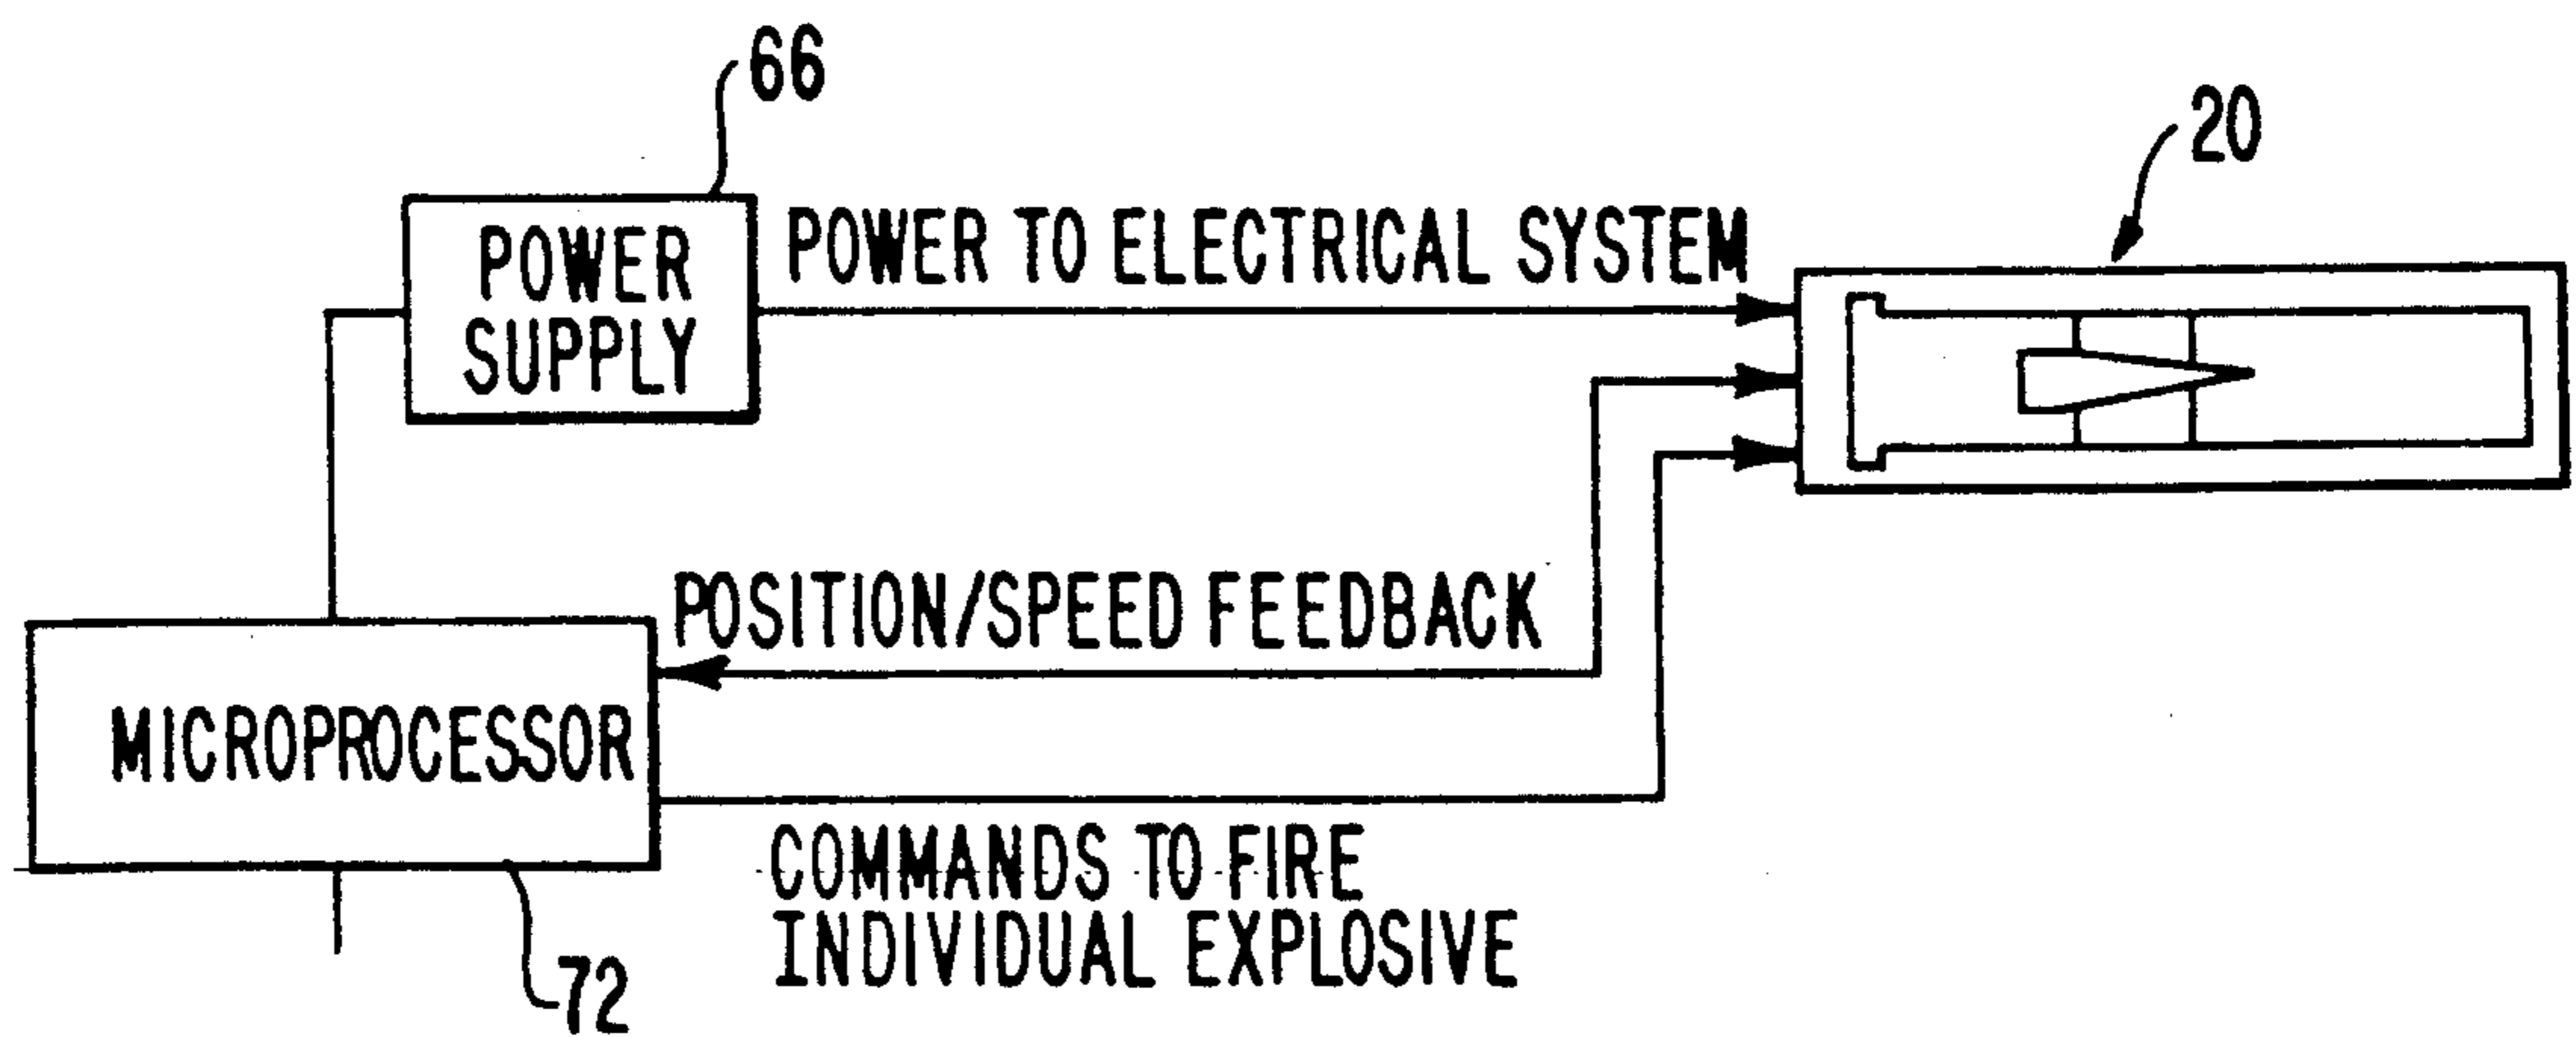 66
20
POWER
SUPPLY
POWER TO ELECTRICAL SYSTEM
POSITION/SPEED FEEDBACK
MICROPROCESSOR
COMMANDS TO FIRE
INDIVIDUAL EXPLOSIVE
72